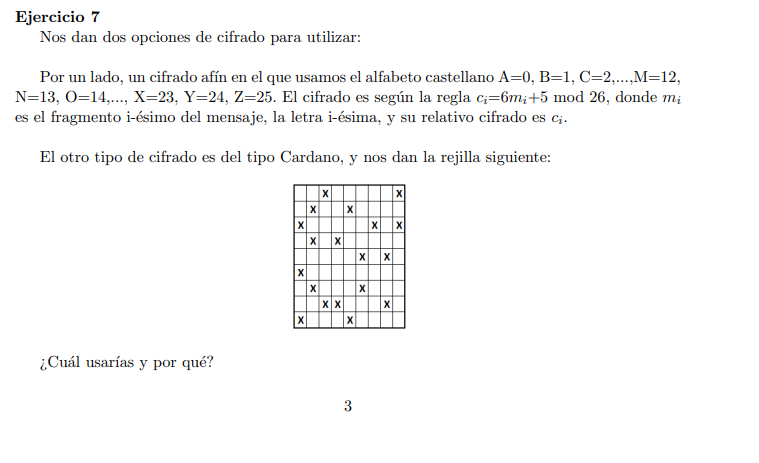 Ejercicio 7
Nos dan dos opciones de cifrado para utilizar:
Por un lado, un cifrado afín en el que usamos el alfabeto castellano A=0, B=1, C=2,...,M=12,
N=13, O=14,..., X=23, Y=24, Z=25. El cifrado es según la regla cᵢ=6mᵢ+5 mod 26, donde mᵢ
es el fragmento i-ésimo del mensaje, la letra i-ésima, y su relativo cifrado es cᵢ.
El otro tipo de cifrado es del tipo Cardano, y nos dan la rejilla siguiente:
X X
X X
X X X
X X
X X
X
X X
X X X
X X
¿Cuál usarías y por qué?
3